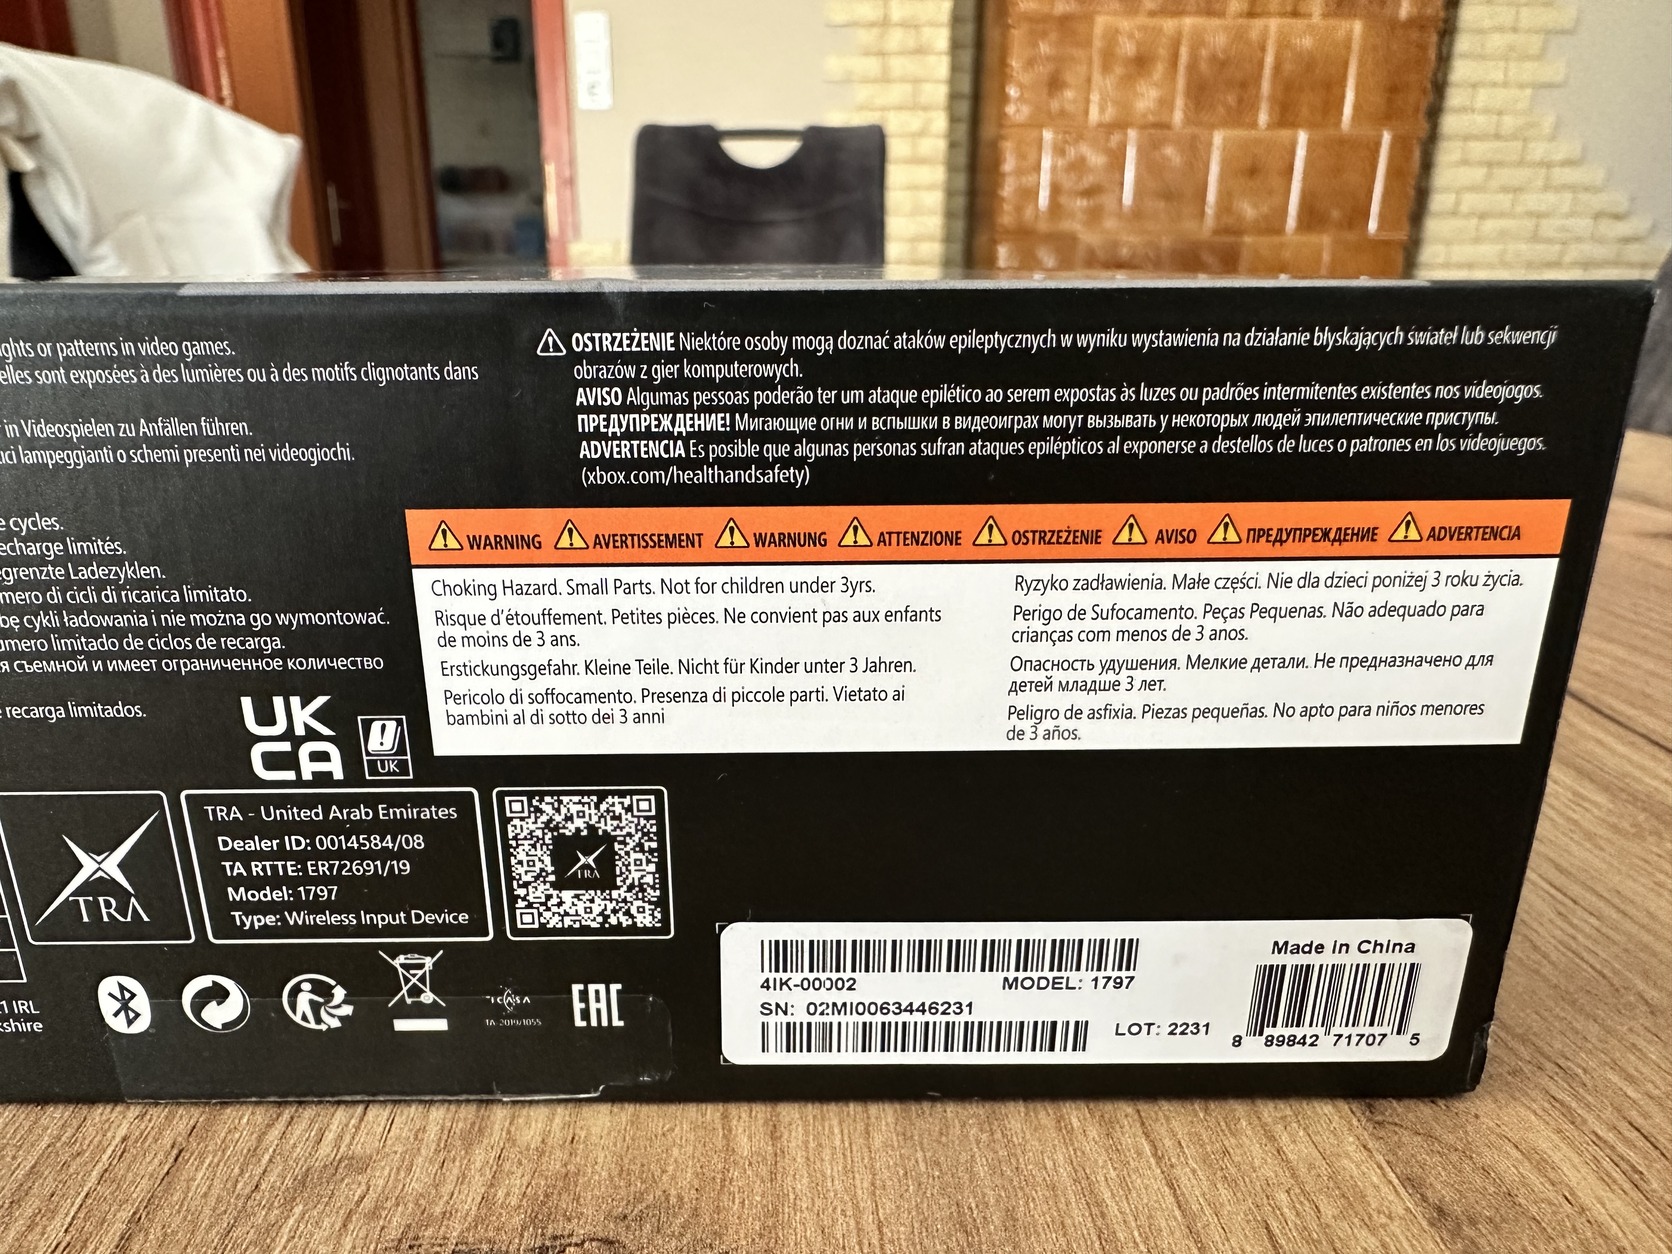 ghts or patterns in video games.
elles sont exposées à des lumières ou à des motifs clignotants dans
in Videospielen zu Anfällen führen.
ci lampeggianti o schemi presenti nei videogiochi.
⚠ OSTRZEŻENIE Niektóre osoby mogą doznać ataków epileptycznych w wyniku wystawienia na działanie błyskających świateł lub sekwencji
obrazów z gier komputerowych.
AVISO Algumas pessoas poderão ter um ataque epilético ao serem expostas às luzes ou padrões intermitentes existentes nos videojogos.
ПРЕДУПРЕЖДЕНИЕ! Мигающие огни и вспышки в видеоиграх могут вызывать у некоторых людей эпилептические приступы.
ADVERTENCIA Es posible que algunas personas sufran ataques epilépticos al exponerse a destellos de luces o patrones en los videojuegos.
(xbox.com/healthandsafety)
e cycles.
echarge limités.
egrenzte Ladezyklen.
mero di cicli di ricarica limitato.
bę cykli ładowania i nie można go wymontować.
úmero limitado de ciclos de recarga.
я съемной и имеет ограниченное количество
e recarga limitados.
⚠ WARNING ⚠ AVERTISSEMENT ⚠ WARNUNG ⚠ ATTENZIONE ⚠ OSTRZEŻENIE ⚠ AVISO ⚠ ПРЕДУПРЕЖДЕНИЕ ⚠ ADVERTENCIA
Choking Hazard. Small Parts. Not for children under 3yrs.
Risque d'étouffement. Petites pièces. Ne convient pas aux enfants
de moins de 3 ans.
Erstickungsgefahr. Kleine Teile. Nicht für Kinder unter 3 Jahren.
Pericolo di soffocamento. Presenza di piccole parti. Vietato ai
bambini al di sotto dei 3 anni
Ryzyko zadławienia. Małe części. Nie dla dzieci poniżej 3 roku życia.
Perigo de Sufocamento. Peças Pequenas. Não adequado para
crianças com menos de 3 anos.
Опасность удушения. Мелкие детали. Не предназначено для
детей младше 3 лет.
Peligro de asfixia. Piezas pequeñas. No apto para niños menores
de 3 años.
UK
CA
UK
TRA
TRA - United Arab Emirates
Dealer ID: 0014584/08
TA RTTE: ER72691/19
Model: 1797
Type: Wireless Input Device
TRA
1 IRL
kshire
ICASA
TA-2019/1055
EAC
4IK-00002 MODEL: 1797
SN: 02MI0063446231
LOT: 2231
Made in China
8 89842 71707 5